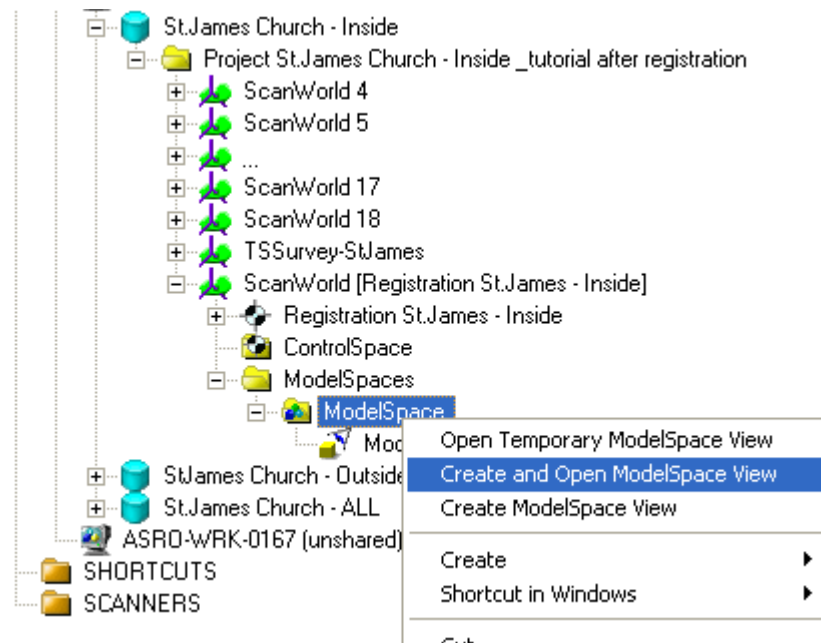 St.James Church - Inside
Project St.James Church - Inside _tutorial after registration
ScanWorld 4
ScanWorld 5
...
ScanWorld 17
ScanWorld 18
TSSurvey-StJames
ScanWorld [Registration St.James - Inside]
Registration St.James - Inside
ControlSpace
ModelSpaces
ModelSpace
Open Temporary ModelSpace View
Create and Open ModelSpace View
StJames Church - Outside
Create ModelSpace View
St.James Church - ALL
ASRO-WRK-0167 (unshared)
Create
SHORTCUTS
Shortcut in Windows
SCANNERS